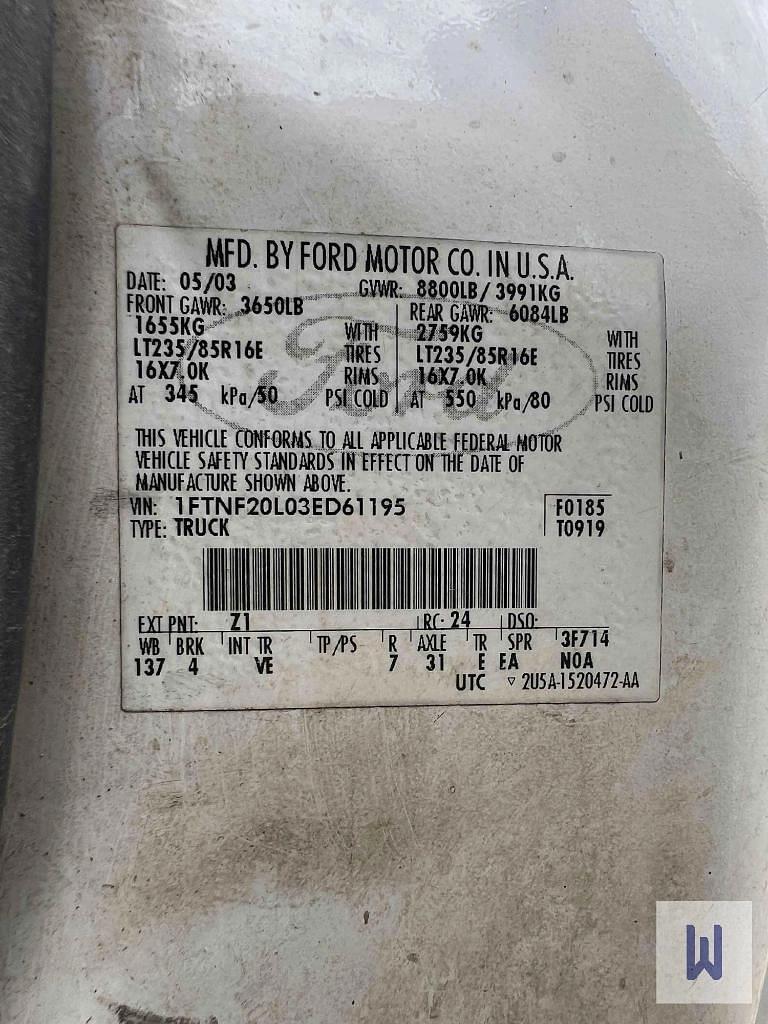 MFD. BY FORD MOTOR CO. IN U.S.A.
DATE: 05/03 GVWR: 8800LB/3991KG
FRONT GAWR: 3650LB REAR GAWR: 6084LB
1655KG WITH 2759KG WITH
LT235/85R16E TIRES LT235/85R16E TIRES
16X7.0K RIMS 16X7.0K RIMS
AT 345 kPa/50 PSI COLD AT 550 kPa/80 PSI COLD
Ford
THIS VEHICLE CONFORMS TO ALL APPLICABLE FEDERAL MOTOR
VEHICLE SAFETY STANDARDS IN EFFECT ON THE DATE OF
MANUFACTURE SHOWN ABOVE.
VIN: 1FTNF20L03ED61195 F0185
TYPE: TRUCK T0919
EXT PNT: Z1 RC: 24 DSO:
WB BRK INT TR TP/PS R AXLE TR SPR 3F714
137 4 VE 7 31 E EA NOA
UTC ▽ 2U5A-1520472-AA
W